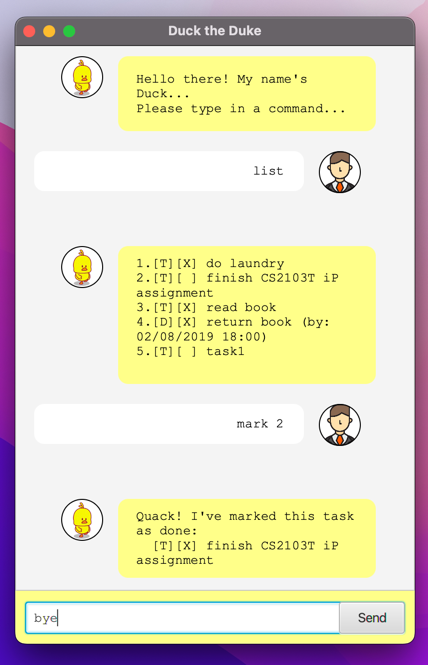 Duck the Duke
Hello there! My name's
Duck...
Please type in a command...
list
1.[T][X] do laundry
2.[T][ ] finish CS2103T iP
assignment
3.[T][X] read book
4.[D][X] return book (by:
02/08/2019 18:00)
5.[T][ ] task1
mark 2
Quack! I've marked this task
as done:
  [T][X] finish CS2103T iP
assignment
bye
Send